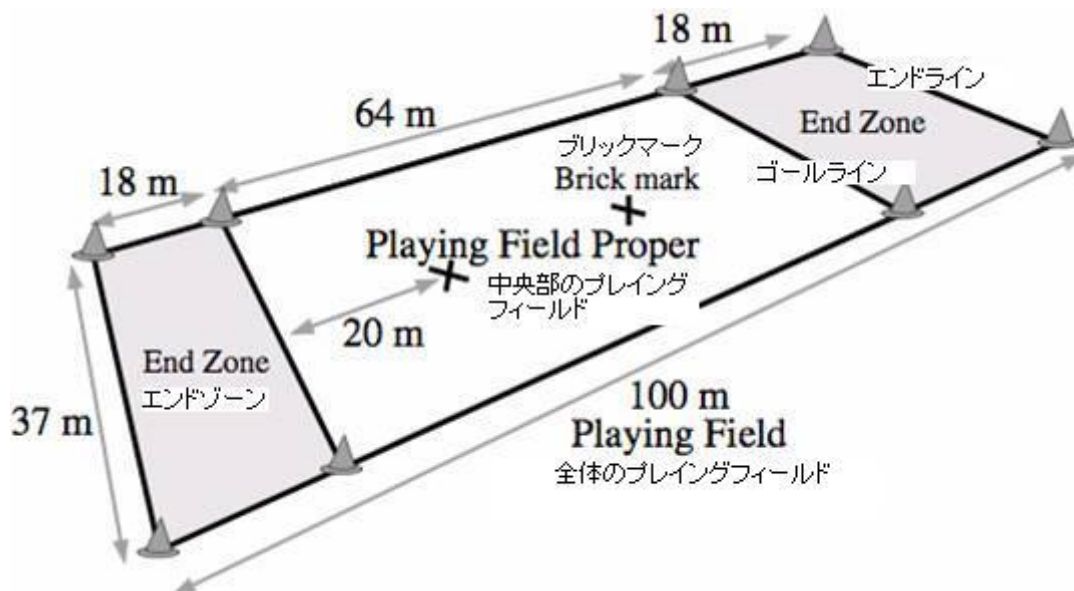 18 m
エンドライン
64 m
End Zone
ブリックマーク
Brick mark
ゴールライン
18 m
Playing Field Proper
中央部のプレイング
フィールド
20 m
End Zone
エンドゾーン
37 m
100 m
Playing Field
全体のプレイングフィールド